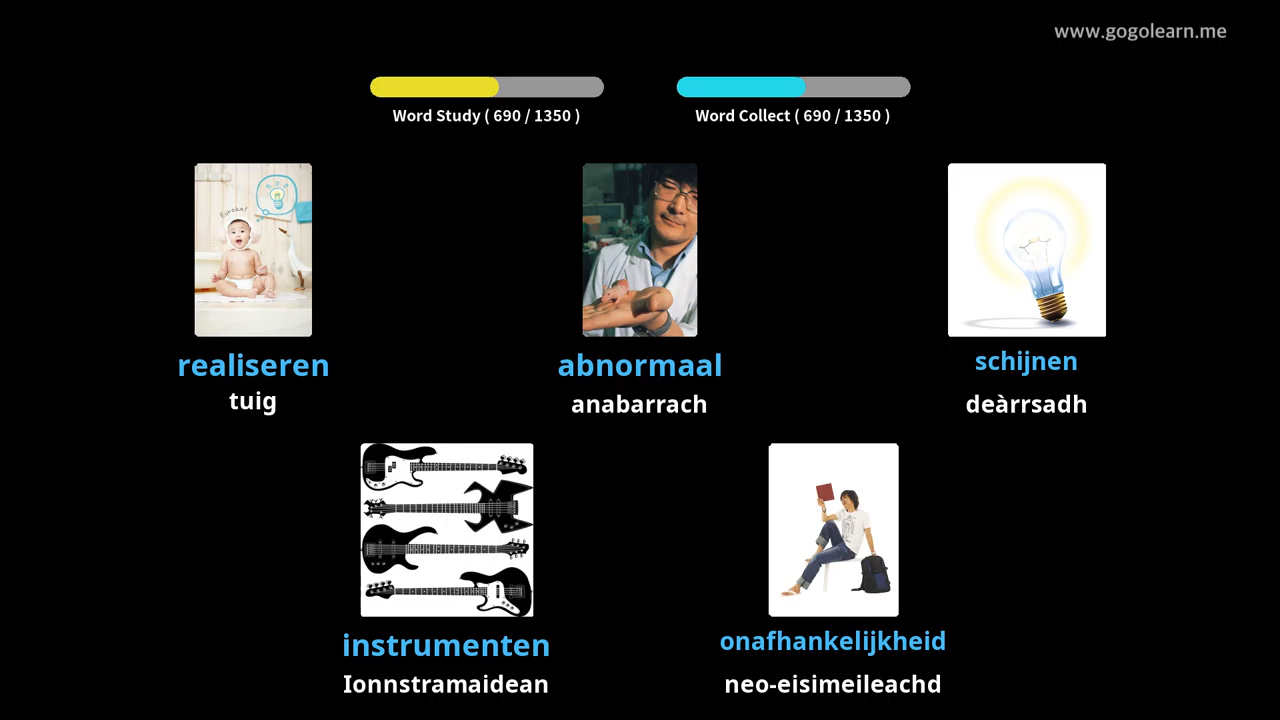 www.gogolearn.me
Word Study ( 690 / 1350 )
Word Collect ( 690 / 1350 )
Eureka!
realiseren
tuig
abnormaal
anabarrach
schijnen
deàrrsadh
instrumenten
Ionnstramaidean
onafhankelijkheid
neo-eisimeileachd